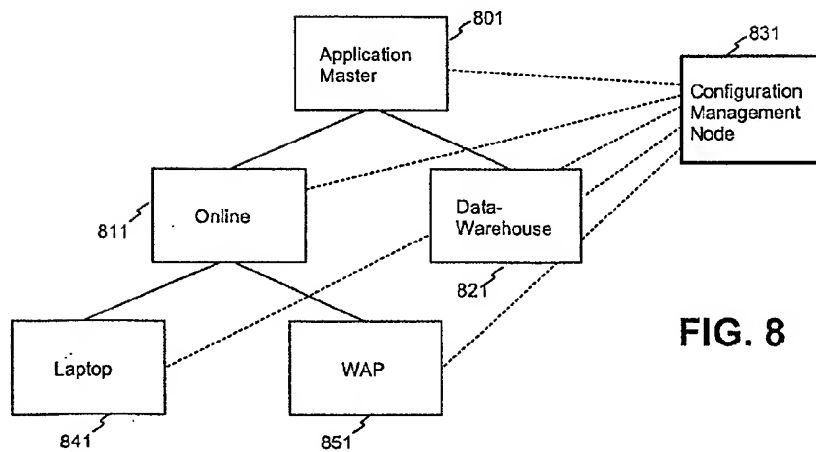 801
Application
Master
831
Configuration
Management
Node
811
Online
Data-
Warehouse
821
FIG. 8
Laptop
WAP
841
851